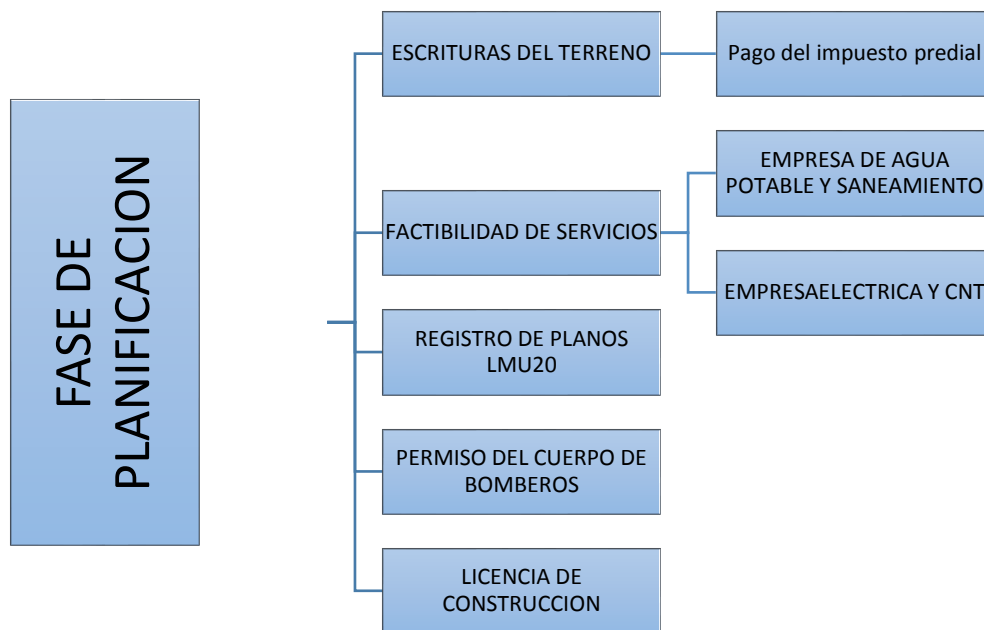 FASE DE
PLANIFICACION
ESCRITURAS DEL TERRENO
Pago del impuesto predial
FACTIBILIDAD DE SERVICIOS
EMPRESA DE AGUA
POTABLE Y SANEAMIENTO
EMPRESAELECTRICA Y CNT
REGISTRO DE PLANOS
LMU20
PERMISO DEL CUERPO DE
BOMBEROS
LICENCIA DE
CONSTRUCCION